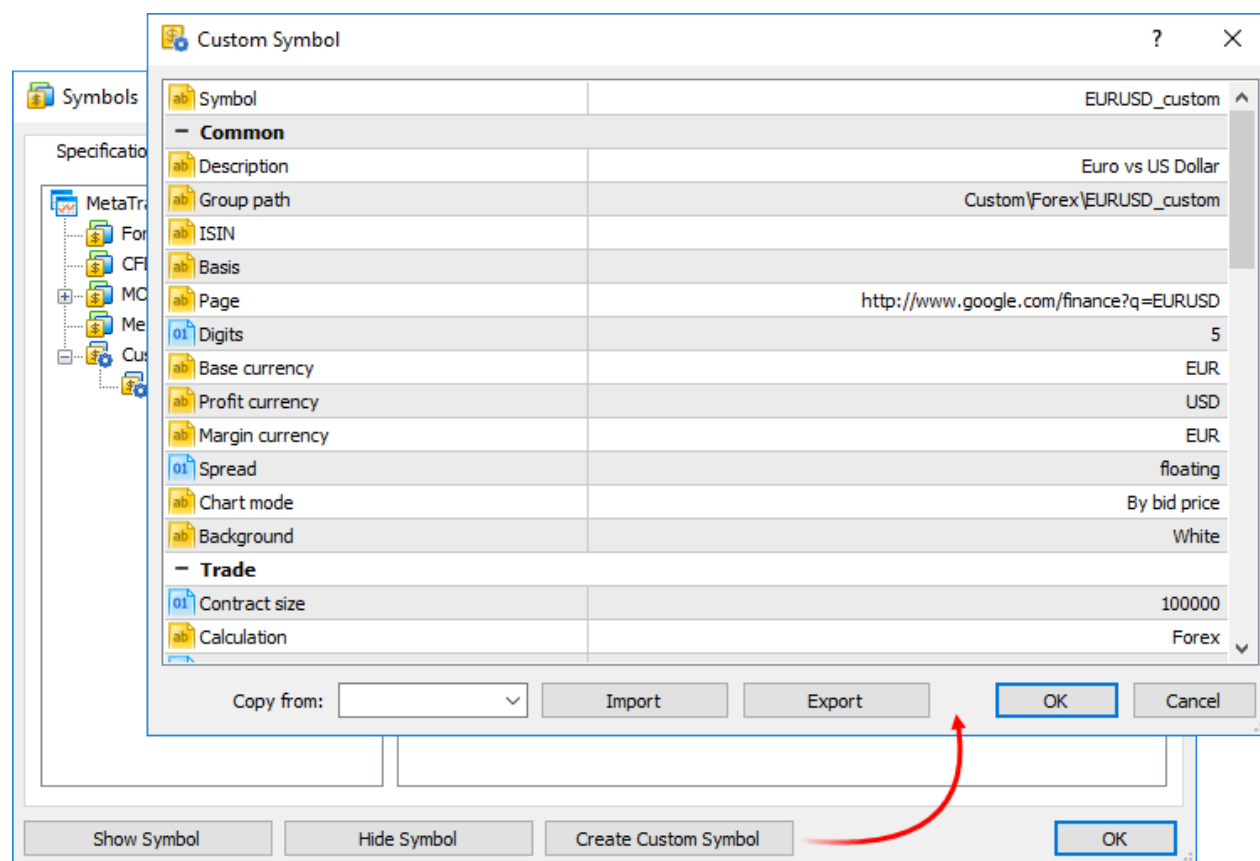 Custom Symbol
?
Symbols
Symbol EURUSD_custom
Common
Description Euro vs US Dollar
Group path Custom\Forex\EURUSD_custom
ISIN
Basis
Page http://www.google.com/finance?q=EURUSD
Digits 5
Base currency EUR
Profit currency USD
Margin currency EUR
Spread floating
Chart mode By bid price
Background White
Trade
Contract size 100000
Calculation Forex
Copy from: Import Export OK Cancel
Specificatio
MetaTra
For
CFD
MO
Me
Cus
Show Symbol Hide Symbol Create Custom Symbol OK